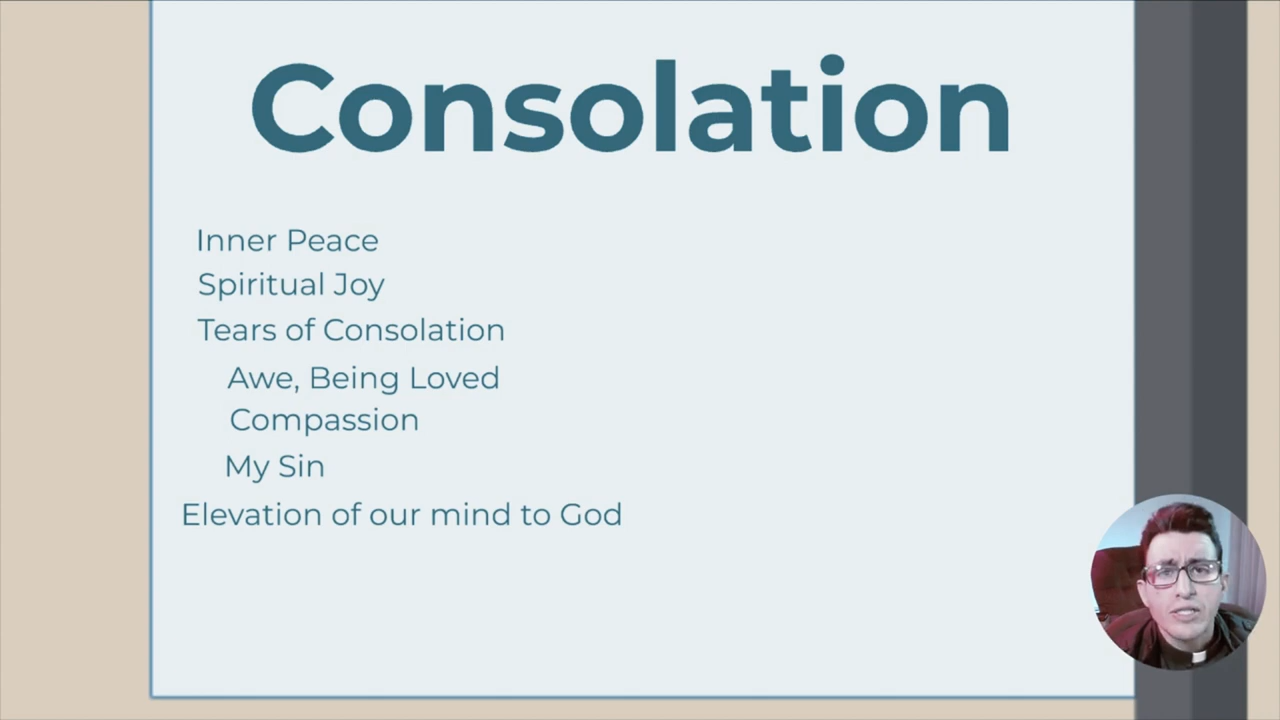 Consolation
Inner Peace
Spiritual Joy
Tears of Consolation
Awe, Being Loved
Compassion
My Sin
Elevation of our mind to God